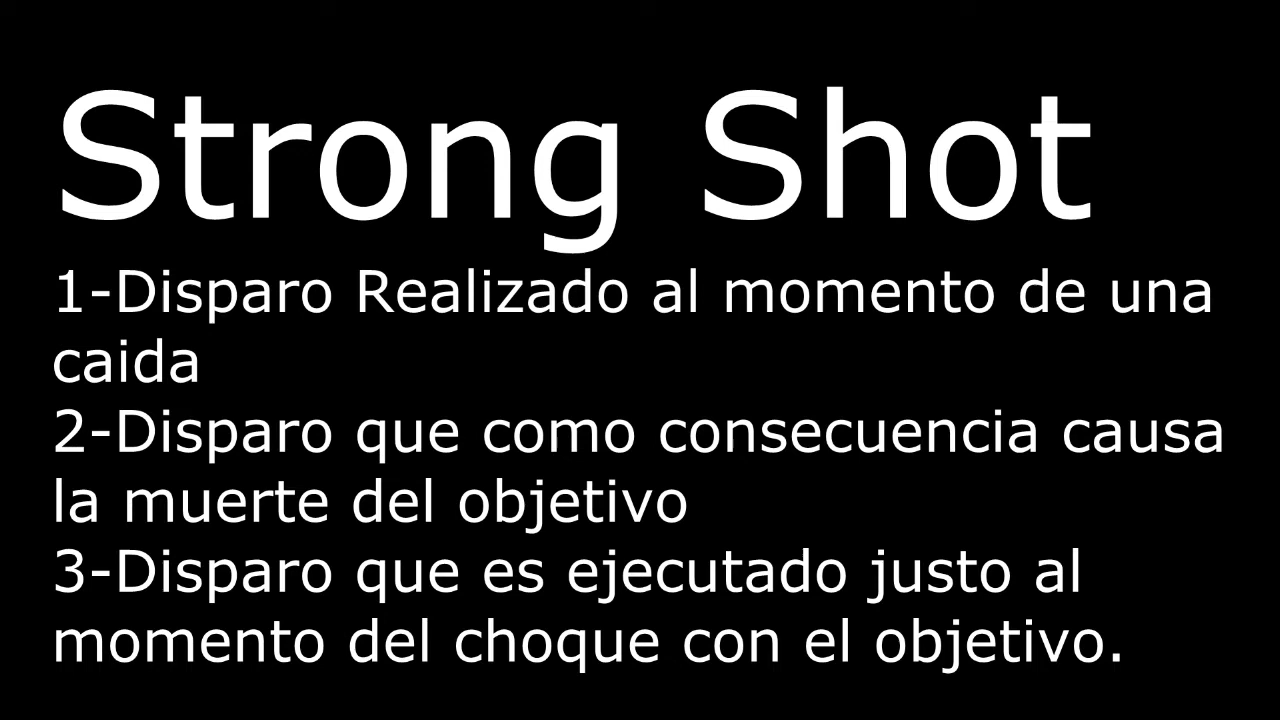 Strong Shot
1-Disparo Realizado al momento de una
caida
2-Disparo que como consecuencia causa
la muerte del objetivo
3-Disparo que es ejecutado justo al
momento del choque con el objetivo.